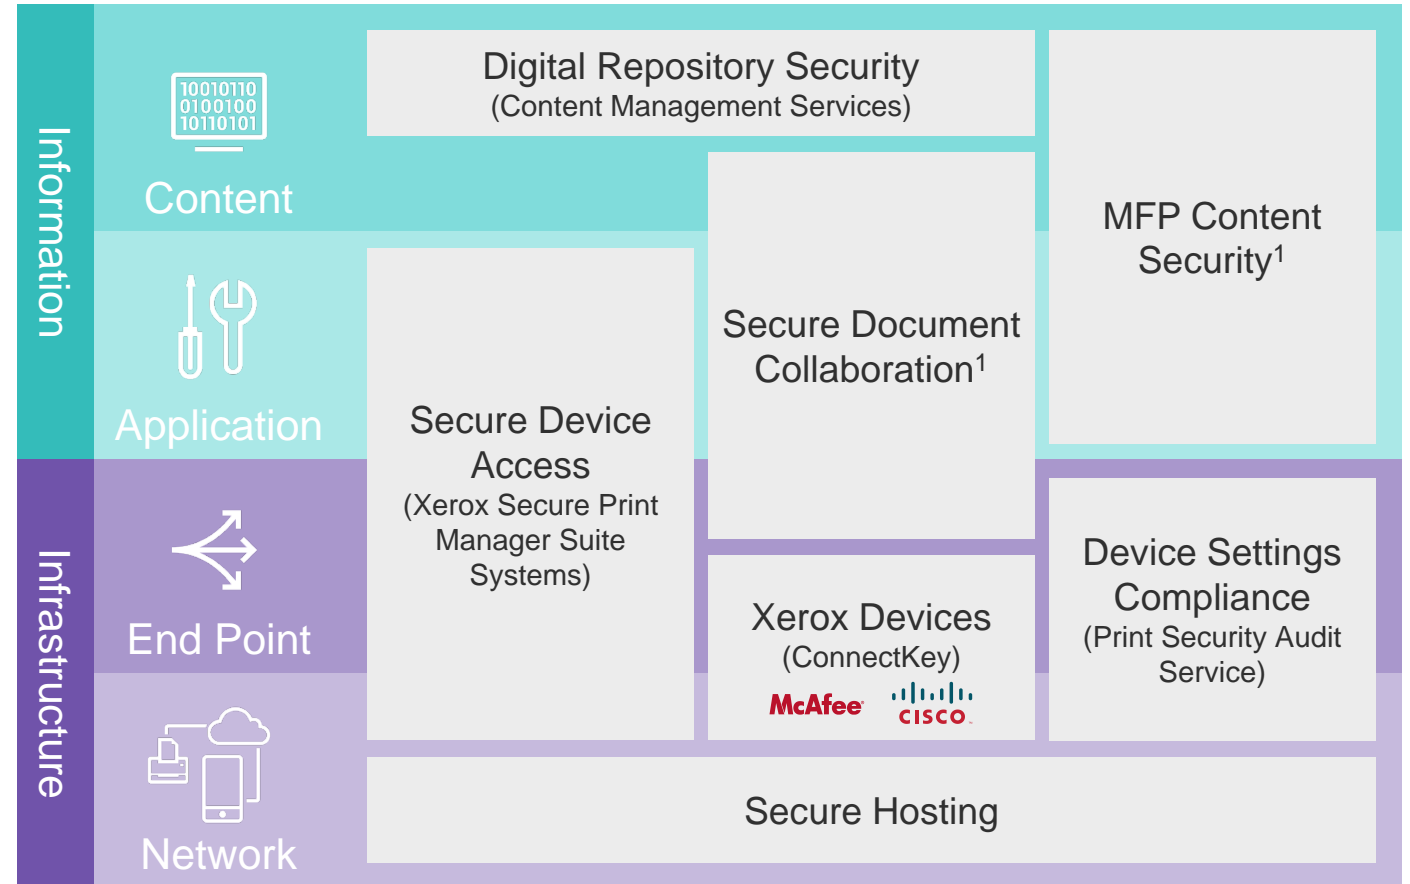 Information
10010110
0100100
10110101
Content
Digital Repository Security
(Content Management Services)
MFP Content
Security¹
Application
Secure Document
Collaboration¹
Secure Device
Access
(Xerox Secure Print
Manager Suite
Systems)
Infrastructure
End Point
Xerox Devices
(ConnectKey)
McAfee
CISCO
Device Settings
Compliance
(Print Security Audit
Service)
Network
Secure Hosting